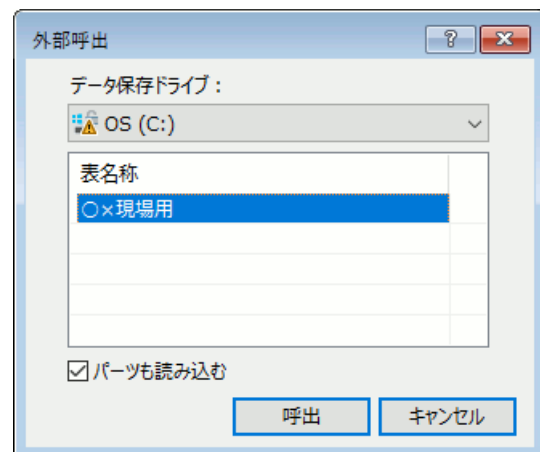 外部呼出
データ保存ドライブ：
OS (C:)
表名称
○×現場用
パーツも読み込む
呼出 キャンセル